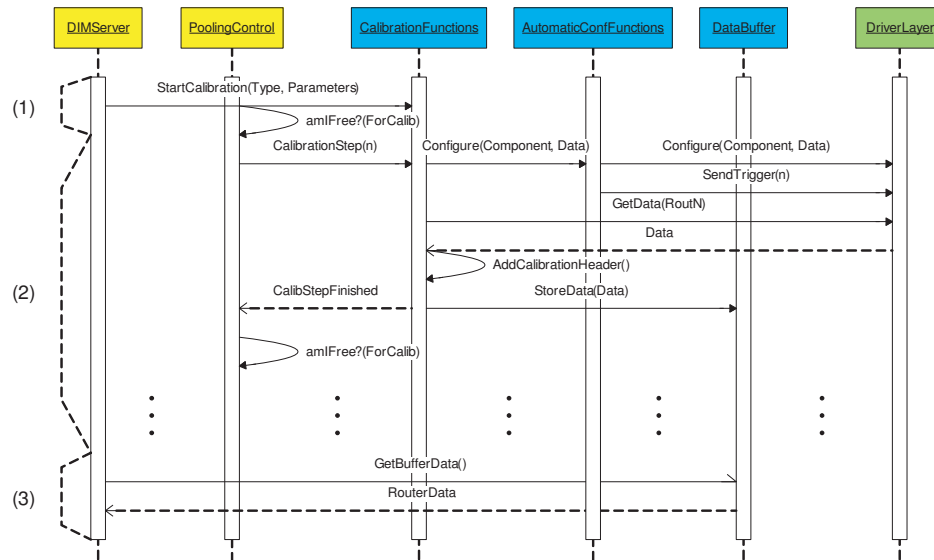 DIMServer PoolingControl CalibrationFunctions AutomaticConfFunctions DataBuffer DriverLayer
StartCalibration(Type, Parameters)
(1)
amIFree?(ForCalib)
CalibrationStep(n) Configure(Component, Data) Configure(Component, Data)
SendTrigger(n)
GetData(RoutN)
Data
AddCalibrationHeader()
(2)
CalibStepFinished StoreData(Data)
amIFree?(ForCalib)
GetBufferData()
(3)
RouterData